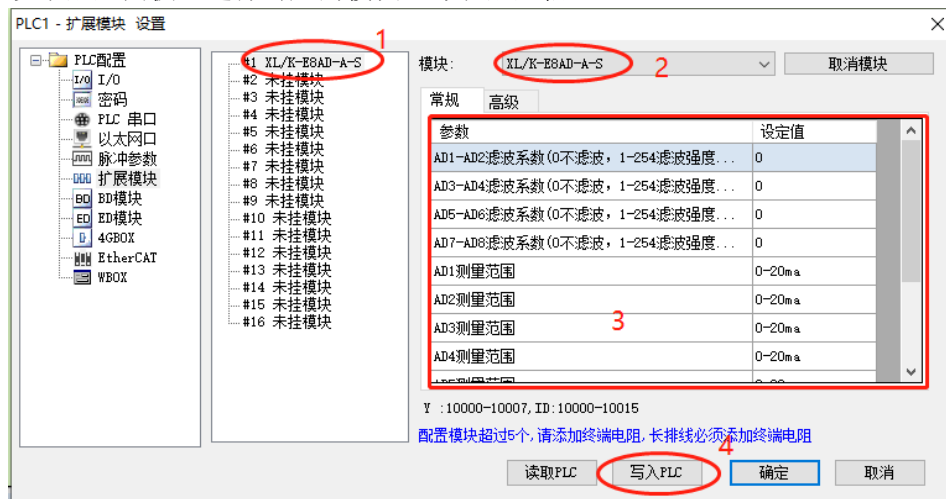 PLC1 - 扩展模块 设置
1
PLC配置
I/O I/O
密码
PLC 串口
以太网口
脉冲参数
扩展模块
BD BD模块
ED ED模块
4GBOX
EtherCAT
WBOX
#1 XL/K-E8AD-A-S
#2 未挂模块
#3 未挂模块
#4 未挂模块
#5 未挂模块
#6 未挂模块
#7 未挂模块
#8 未挂模块
#9 未挂模块
#10 未挂模块
#11 未挂模块
#12 未挂模块
#13 未挂模块
#14 未挂模块
#15 未挂模块
#16 未挂模块
模块: XL/K-E8AD-A-S 2 取消模块
常规 高级
参数 设定值
AD1-AD2滤波系数(0不滤波，1-254滤波强度... 0
AD3-AD4滤波系数(0不滤波，1-254滤波强度... 0
AD5-AD6滤波系数(0不滤波，1-254滤波强度... 0
AD7-AD8滤波系数(0不滤波，1-254滤波强度... 0
AD1测量范围 0-20ma
AD2测量范围 0-20ma
AD3测量范围 0-20ma
3
AD4测量范围 0-20ma
Y :10000-10007,ID:10000-10015
配置模块超过5个,请添加终端电阻,长排线必须添加终端电阻
4
读取PLC 写入PLC 确定 取消